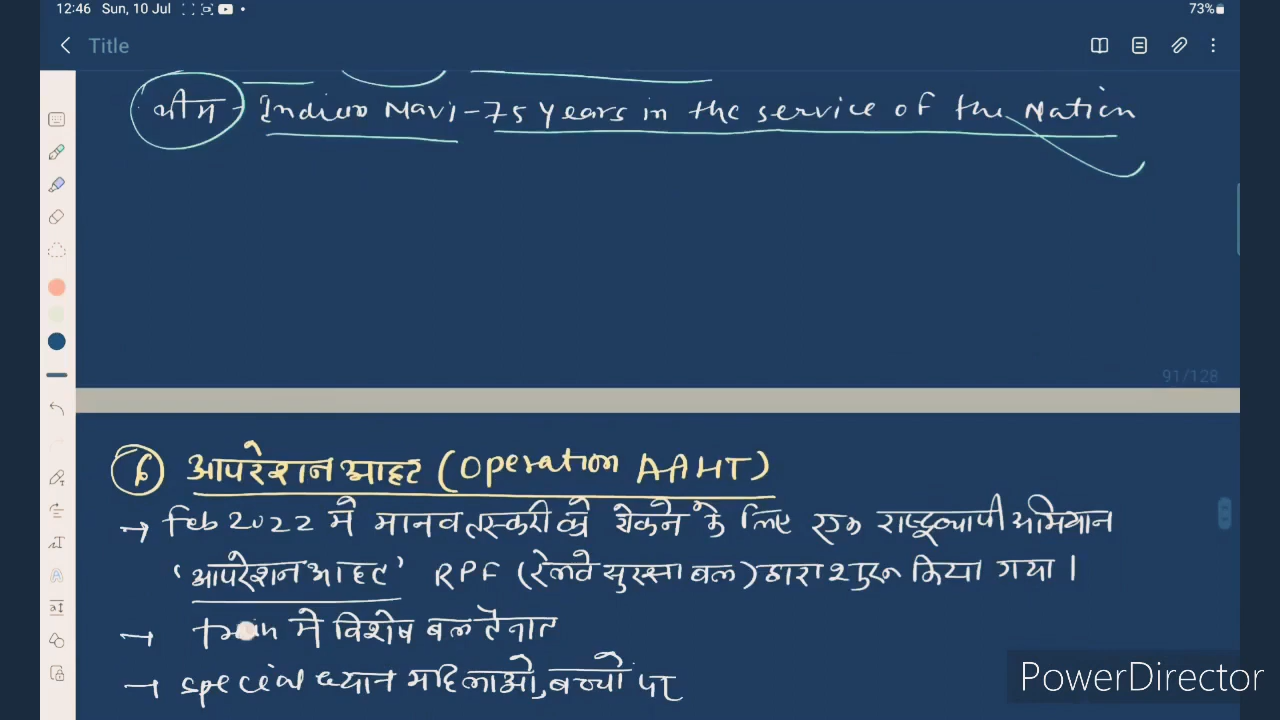 12:46 Sun, 10 Jul
73%
Title
थीम - Indian Navy - 75 Years in the service of the Nation
91/128
6 आपरेशन आहट (Operation AAHT)
→ Feb 2022 में मानव तस्करी को रोकने के लिए एक राष्ट्रव्यापी अभियान
'आपरेशन आहट' RPF (रेलवे सुरक्षा बल) द्वारा शुरू किया गया।
→ train में विशेष बल तैनात
→ special ध्यान महिलाओ, बच्चो पर
PowerDirector